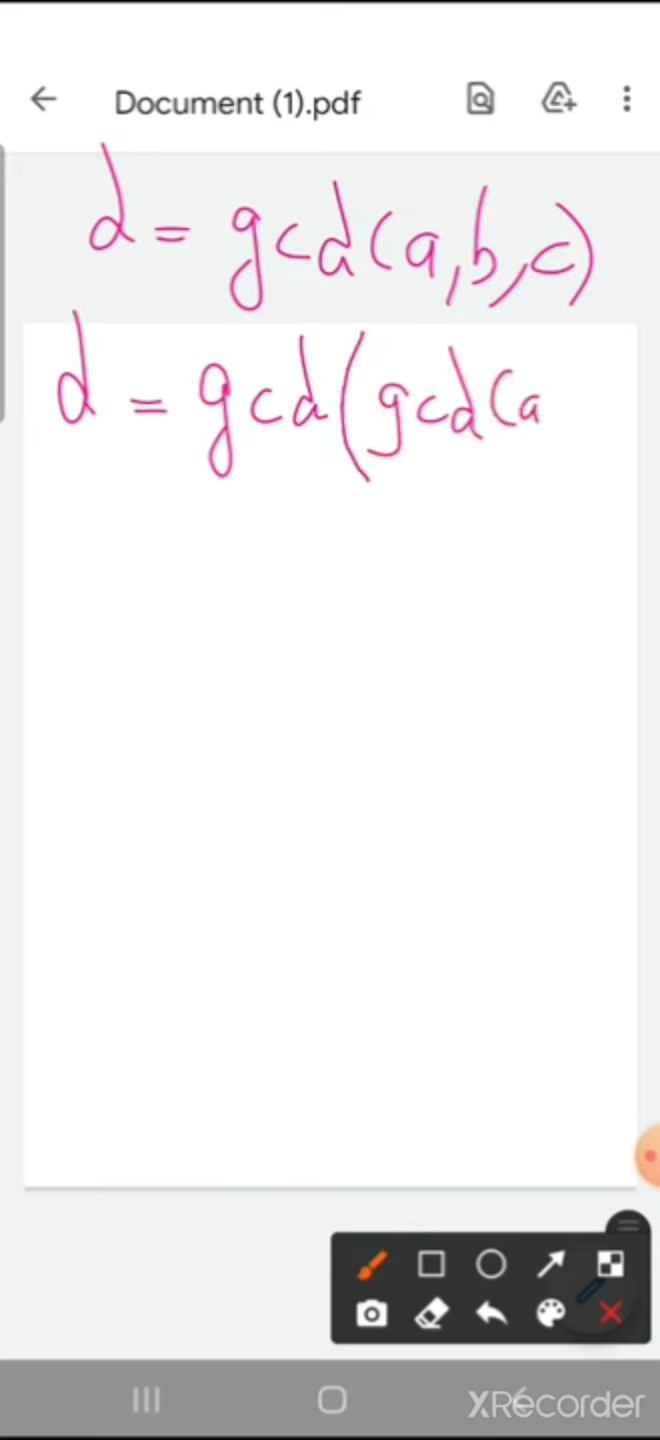 Document (1).pdf
d = gcd(a,b,c)
d = gcd(gcd(a
XRecorder